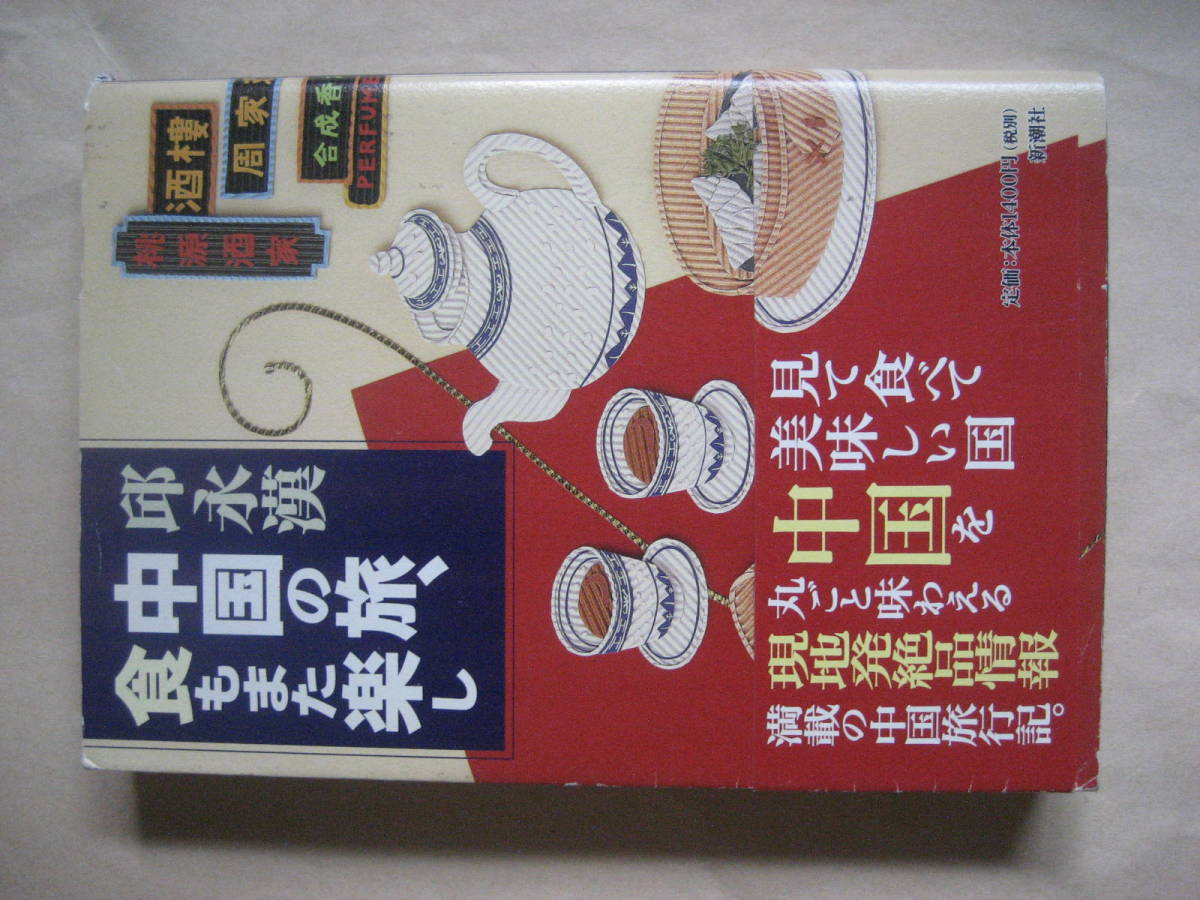 酒樓
周家
合成香
PERFUME
桃源酒家
邱永漢
中国の旅、
食もまた楽し
見て食べて
美味しい国
中国を
丸ごと味わえる
現地発絶品情報
満載の中国旅行記。
新潮社
定価:本体1400円(税別)